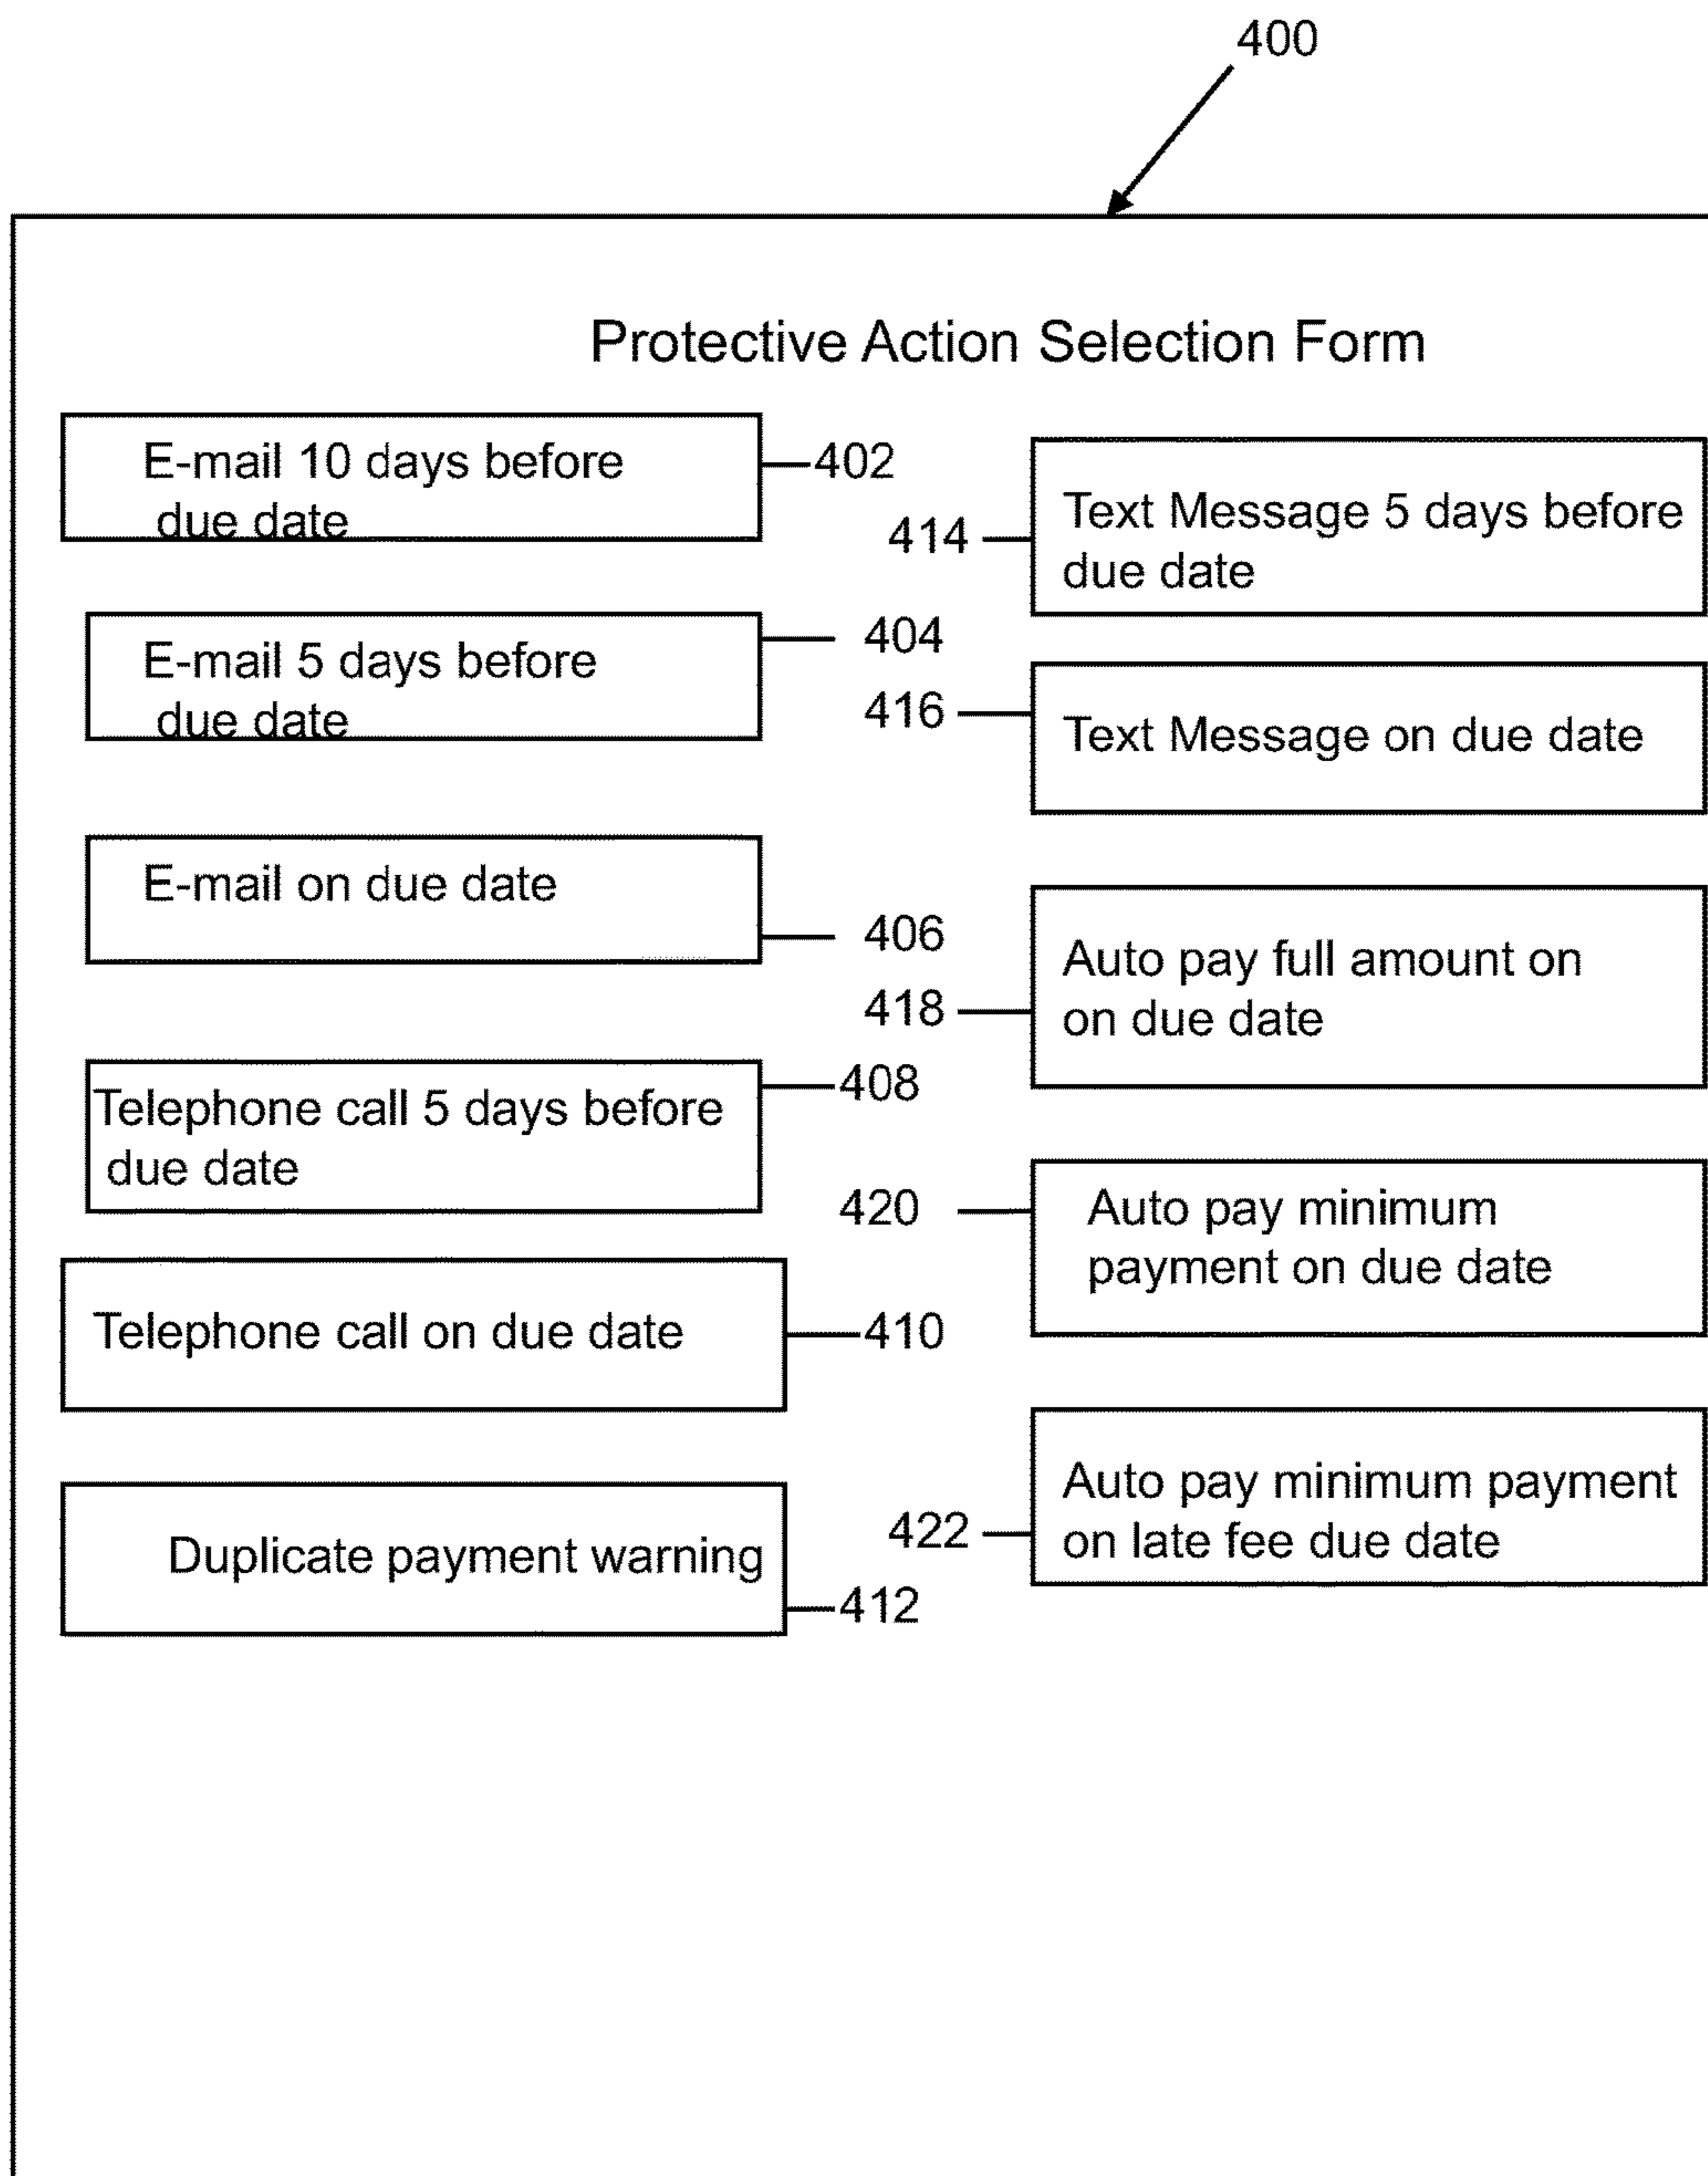 400
Protective Action Selection Form
E-mail 10 days before
due date
402
E-mail 5 days before
due date
404
E-mail on due date
406
Telephone call 5 days before
due date
408
Telephone call on due date
410
Duplicate payment warning
412
414
Text Message 5 days before
due date
416
Text Message on due date
418
Auto pay full amount on
on due date
420
Auto pay minimum
payment on due date
422
Auto pay minimum payment
on late fee due date